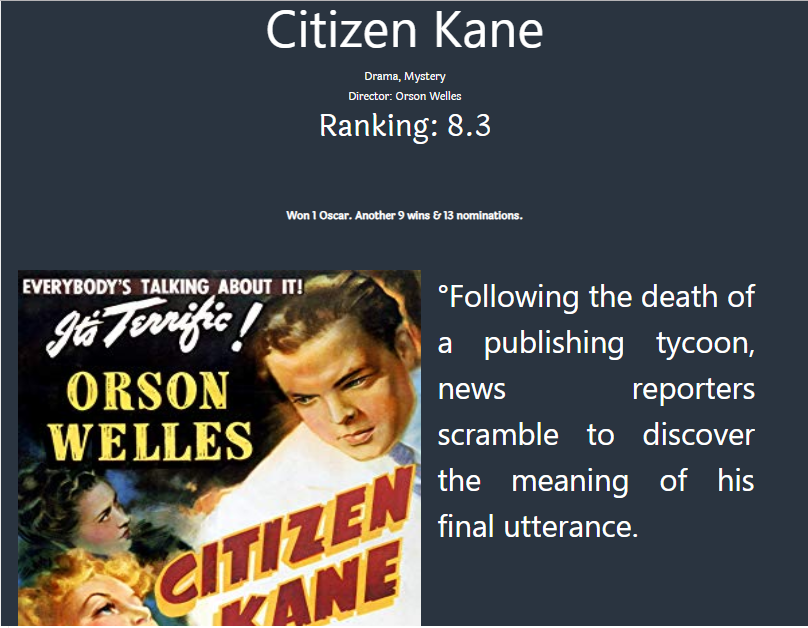 Citizen Kane
Drama, Mystery
Director: Orson Welles
Ranking: 8.3
Won 1 Oscar. Another 9 wins & 13 nominations.
EVERYBODY'S TALKING ABOUT IT!
It's Terrific!
ORSON
WELLES
CITIZEN
KANE
°Following the death of
a publishing tycoon,
news reporters
scramble to discover
the meaning of his
final utterance.